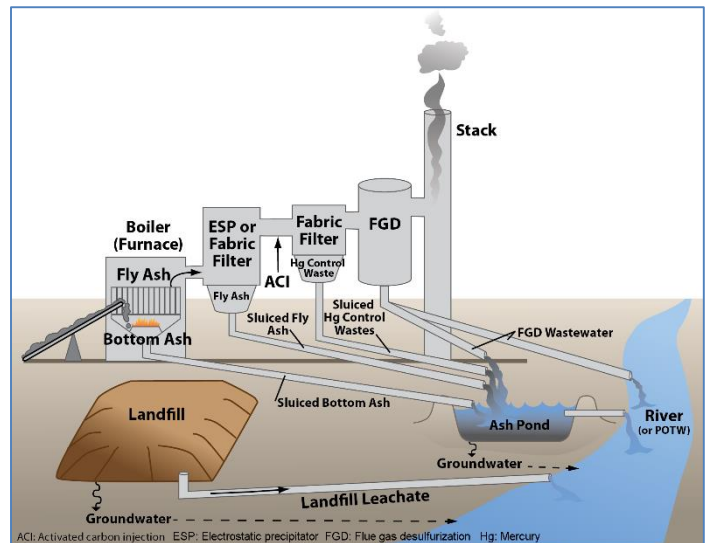 Stack
Boiler
(Furnace)
Fly Ash
Bottom Ash
ESP or
Fabric
Filter
Fly Ash
ACI
Fabric
Filter
Hg Control
Waste
FGD
Sluiced Fly
Ash
Sluiced
Hg Control
Wastes
FGD Wastewater
Sluiced Bottom Ash
Landfill
Ash Pond
River
(or POTW)
Groundwater
Landfill Leachate
Groundwater
ACI: Activated carbon injection ESP: Electrostatic precipitator FGD: Flue gas desulfurization Hg: Mercury